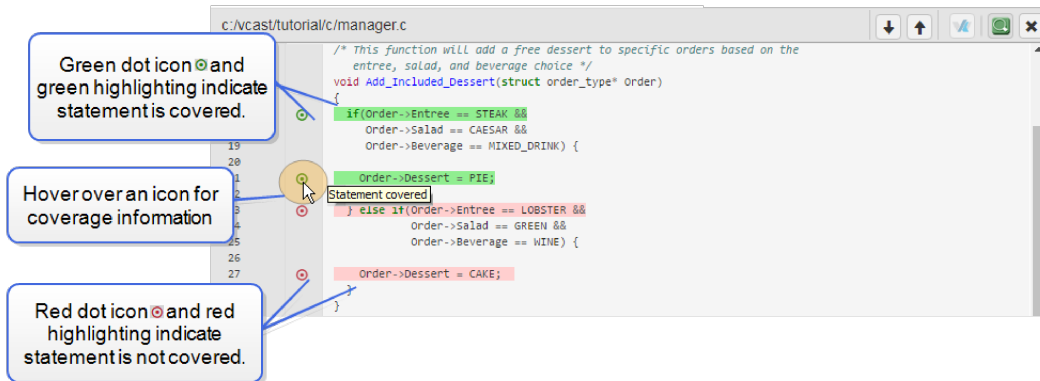 c:/vcast/tutorial/c/manager.c
/* This function will add a free dessert to specific orders based on the
entree, salad, and beverage choice */
void Add_Included_Dessert(struct order_type* Order)
{
if(Order->Entree == STEAK &&
Order->Salad == CAESAR &&
19 Order->Beverage == MIXED_DRINK) {
20
1 Order->Dessert = PIE;
2
Statement covered
3 } else if(Order->Entree == LOBSTER &&
4 Order->Salad == GREEN &&
25 Order->Beverage == WINE) {
26
27 Order->Dessert = CAKE;
}
}
Green dot icon and
green highlighting indicate
statement is covered.
Hover over an icon for
coverage information
Red dot icon and red
highlighting indicate
statement is not covered.